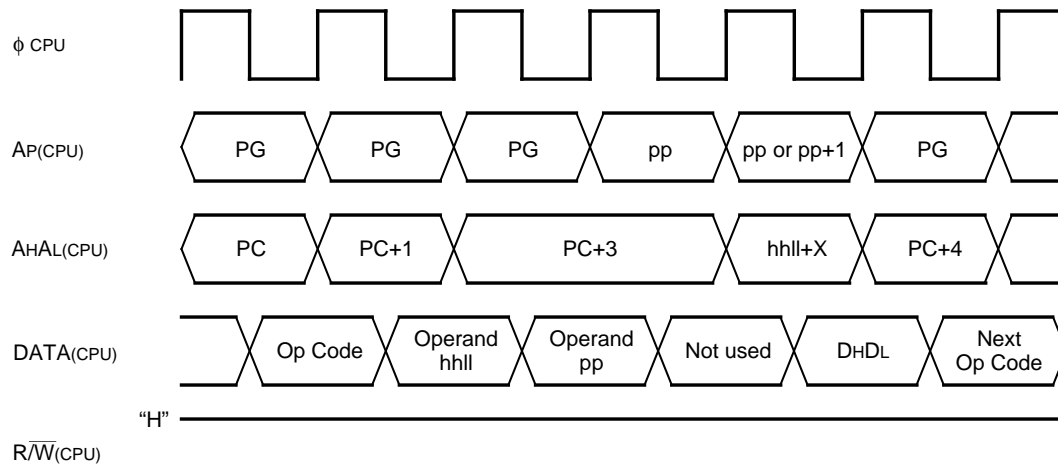 ϕ CPU
AP(CPU) PG PG PG pp pp or pp+1 PG
AHAL(CPU) PC PC+1 PC+3 hhll+X PC+4
DATA(CPU) Op Code Operand hhll Operand pp Not used DHDL Next Op Code
“H”
R/W̅(CPU)